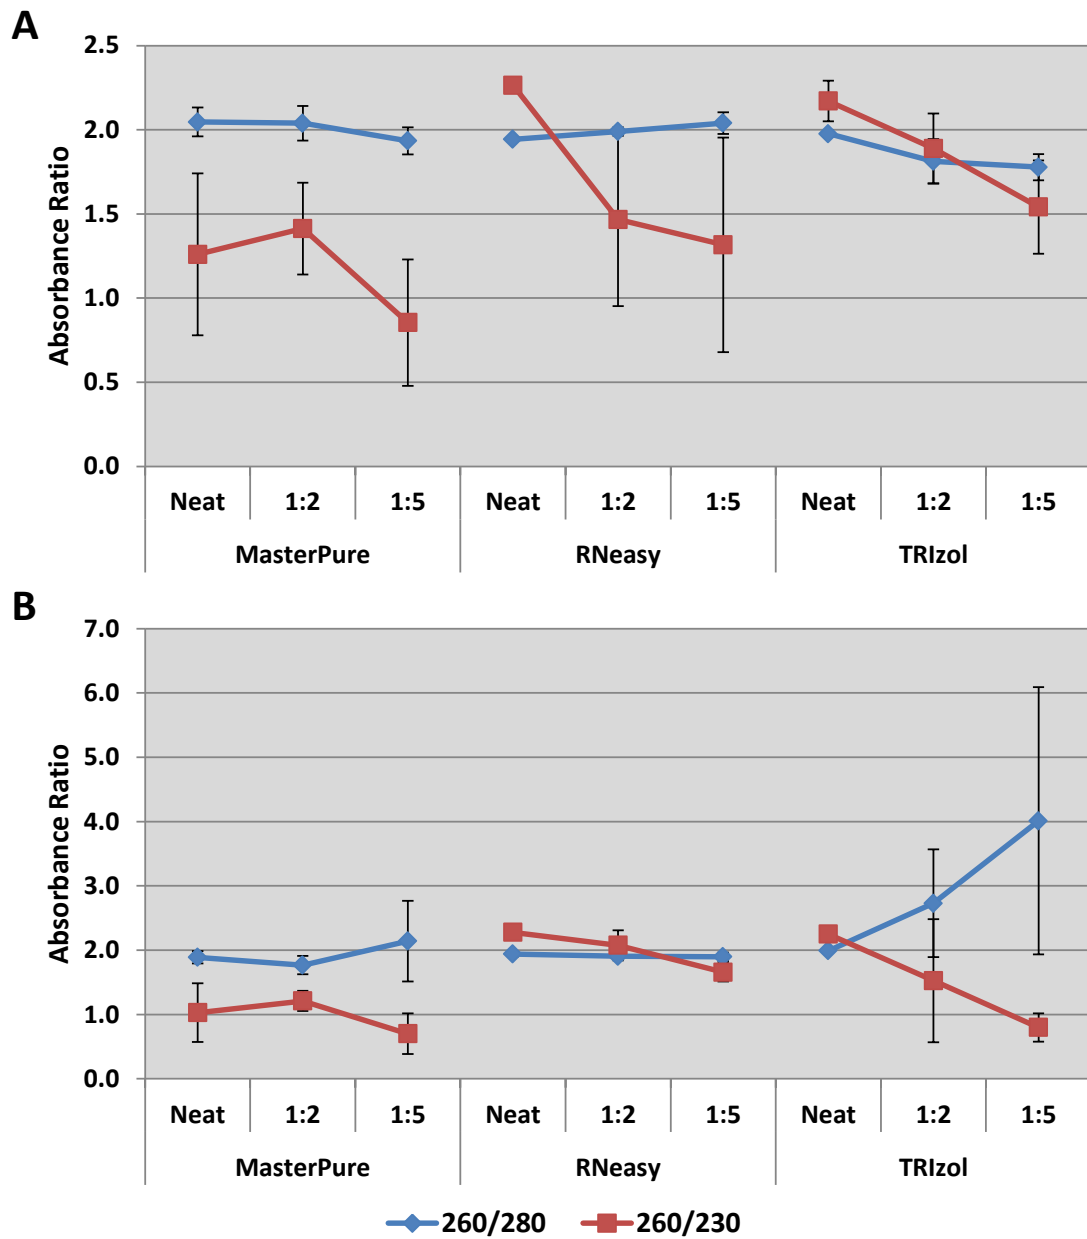 A
2.5
2.0
1.5
1.0
0.5
0.0
Absorbance Ratio
Neat 1:2 1:5 Neat 1:2 1:5 Neat 1:2 1:5
MasterPure RNeasy TRIzol
B
7.0
6.0
5.0
4.0
3.0
2.0
1.0
0.0
Absorbance Ratio
Neat 1:2 1:5 Neat 1:2 1:5 Neat 1:2 1:5
MasterPure RNeasy TRIzol
260/280 260/230